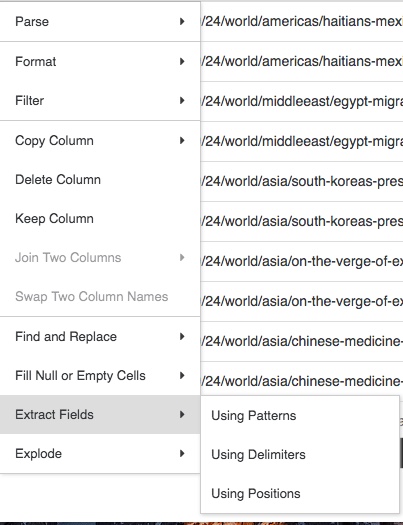 Parse
Format
Filter
Copy Column
Delete Column
Keep Column
Join Two Columns
Swap Two Column Names
Find and Replace
Fill Null or Empty Cells
Extract Fields
Explode
/24/world/americas/haitians-mex
/24/world/americas/haitians-mex
/24/world/middleeast/egypt-migra
/24/world/middleeast/egypt-migra
/24/world/asia/south-koreas-pres
/24/world/asia/south-koreas-pres
/24/world/asia/on-the-verge-of-ex
/24/world/asia/on-the-verge-of-ex
/24/world/asia/chinese-medicine-
/24/world/asia/chinese-medicine-
Using Patterns
Using Delimiters
Using Positions